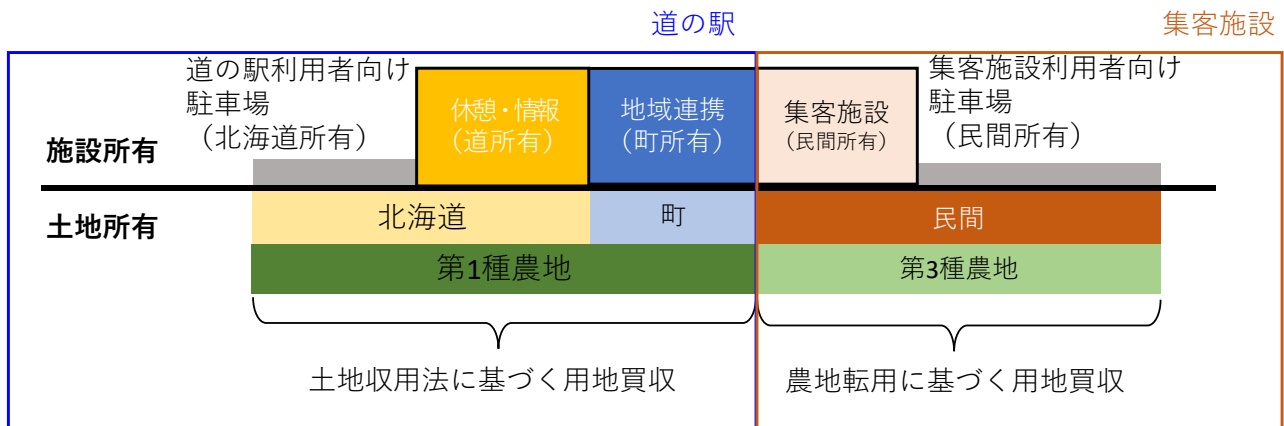 道の駅
集客施設
道の駅利用者向け
駐車場
（北海道所有）
休憩・情報
（道所有）
地域連携
（町所有）
集客施設
（民間所有）
集客施設利用者向け
駐車場
（民間所有）
施設所有
土地所有
北海道
町
民間
第1種農地
第3種農地
土地収用法に基づく用地買収
農地転用に基づく用地買収